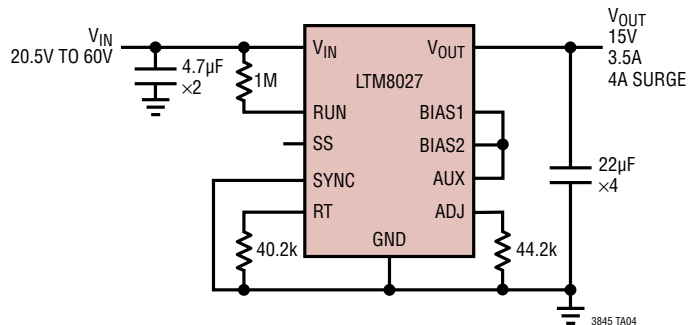 VIN
20.5V TO 60V
4.7µF
×2
1M
VIN
RUN
SS
SYNC
RT
LTM8027
GND
VOUT
BIAS1
BIAS2
AUX
ADJ
40.2k
44.2k
VOUT
15V
3.5A
4A SURGE
22µF
×4
3845 TA04